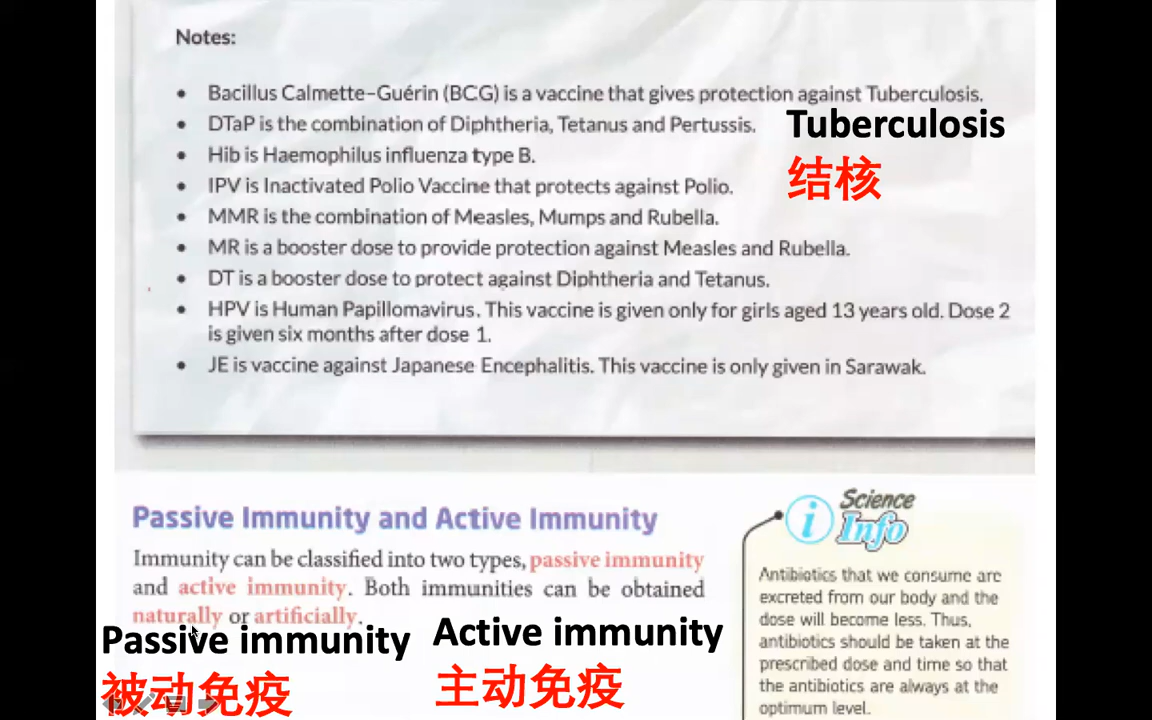 Notes:
• Bacillus Calmette–Guérin (BCG) is a vaccine that gives protection against Tuberculosis.
• DTaP is the combination of Diphtheria, Tetanus and Pertussis.
Tuberculosis
结核
• Hib is Haemophilus influenza type B.
• IPV is Inactivated Polio Vaccine that protects against Polio.
• MMR is the combination of Measles, Mumps and Rubella.
• MR is a booster dose to provide protection against Measles and Rubella.
• DT is a booster dose to protect against Diphtheria and Tetanus.
• HPV is Human Papillomavirus. This vaccine is given only for girls aged 13 years old. Dose 2
is given six months after dose 1.
• JE is vaccine against Japanese Encephalitis. This vaccine is only given in Sarawak.
Passive Immunity and Active Immunity
Immunity can be classified into two types, passive immunity
and active immunity. Both immunities can be obtained
naturally or artificially.
Passive immunity
被动免疫
Active immunity
主动免疫
i Science
Info
Antibiotics that we consume are
excreted from our body and the
dose will become less. Thus,
antibiotics should be taken at the
prescribed dose and time so that
the antibiotics are always at the
optimum level.